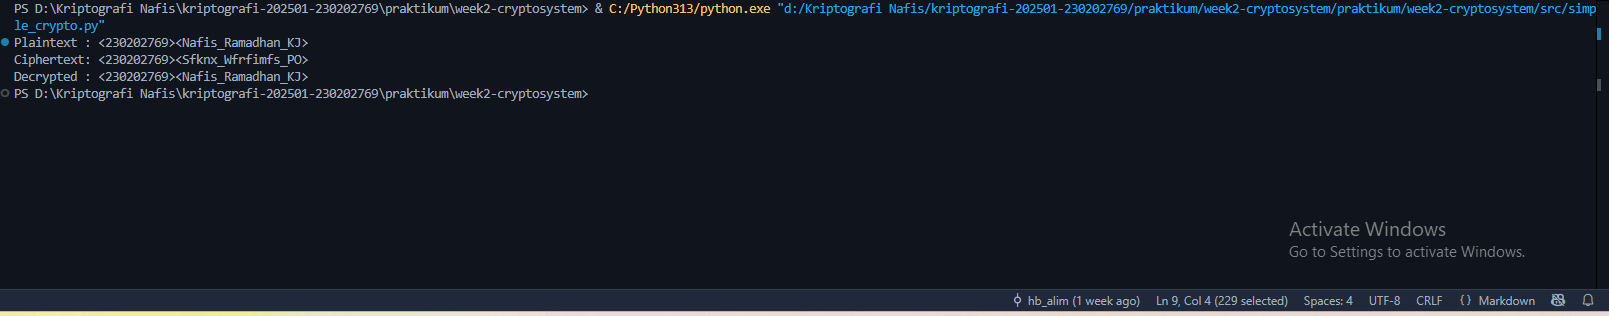 PS D:\Kriptografi Nafis\kriptografi-202501-230202769\praktikum\week2-cryptosystem> & C:/Python313/python.exe "d:/Kriptografi Nafis/kriptografi-202501-230202769/praktikum/week2-cryptosystem/praktikum/week2-cryptosystem/src/simp
le_crypto.py"
Plaintext : <230202769><Nafis_Ramadhan_KJ>
Ciphertext: <230202769><Sfknx_Wfrfimfs_PO>
Decrypted : <230202769><Nafis_Ramadhan_KJ>
PS D:\Kriptografi Nafis\kriptografi-202501-230202769\praktikum\week2-cryptosystem>
Activate Windows
Go to Settings to activate Windows.
hb_alim (1 week ago) Ln 9, Col 4 (229 selected) Spaces: 4 UTF-8 CRLF {} Markdown